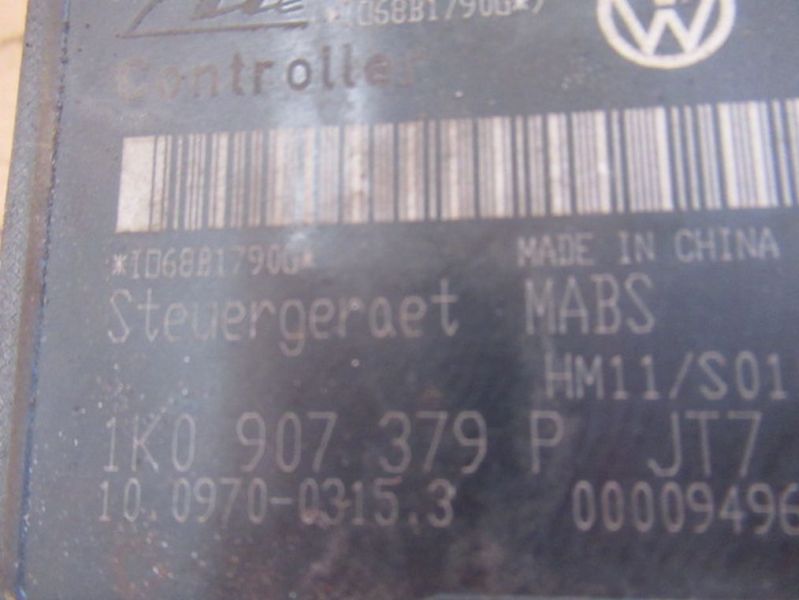 *ID68B1790G*
Controller
*ID68B1790G*
MADE IN CHINA
Steuergeraet MABS
HM11/S01
1K0 907 379 P JT7
10.0970-0315.3 00009496